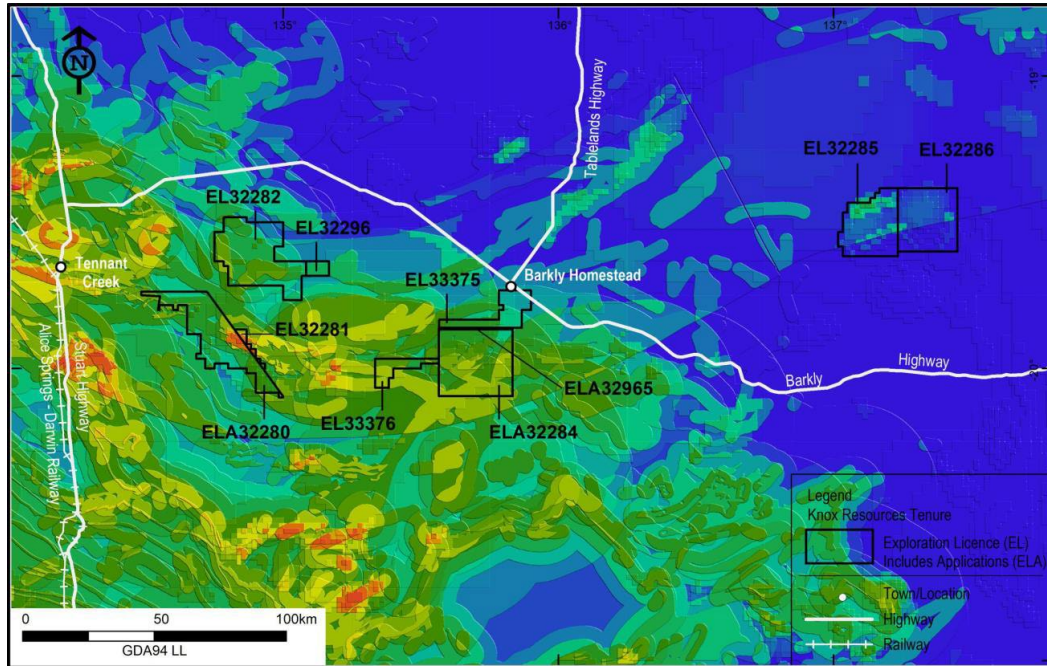 135°
136°
137°
N
-19°
Tablelands Highway
EL32285
EL32286
EL32282
EL32296
Tennant
Creek
EL33375
Barkly Homestead
EL32281
Alice Springs - Darwin Railway
Stuart Highway
Barkly
Highway
-20°
ELA32965
ELA32280
EL33376
ELA32284
Legend
Knox Resources Tenure
Exploration Licence (EL)
Includes Applications (ELA)
Town/Location
Highway
Railway
0
50
100km
GDA94 LL